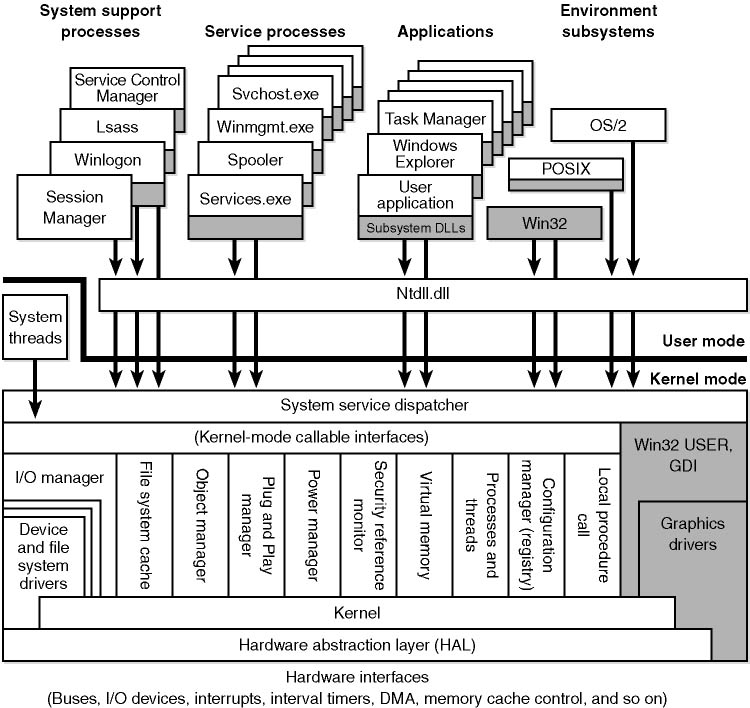 System support
processes
Service processes
Applications
Environment
subsystems
Service Control
Manager
Lsass
Winlogon
Session
Manager
Svchost.exe
Winmgmt.exe
Spooler
Services.exe
Task Manager
Windows
Explorer
User
application
Subsystem DLLs
OS/2
POSIX
Win32
Ntdll.dll
System
threads
User mode
Kernel mode
System service dispatcher
(Kernel-mode callable interfaces)
Win32 USER,
GDI
I/O manager
Device
and file
system
drivers
File system cache
Object manager
Plug and Play
manager
Power manager
Security reference
monitor
Virtual memory
Processes and
threads
Configuration
manager (registry)
Local procedure
call
Graphics
drivers
Kernel
Hardware abstraction layer (HAL)
Hardware interfaces
(Buses, I/O devices, interrupts, interval timers, DMA, memory cache control, and so on)